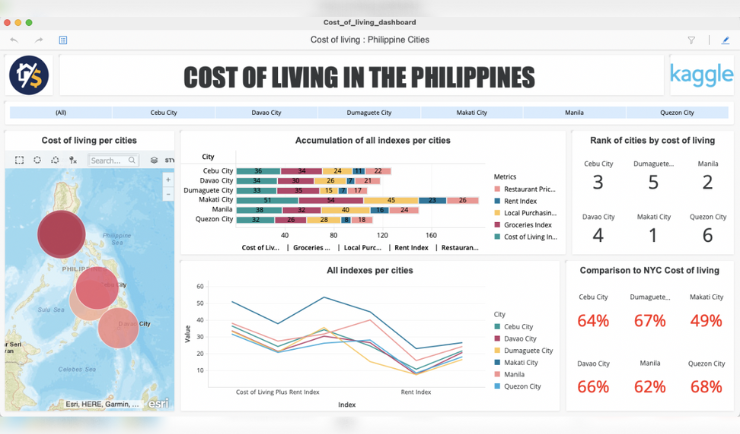 Cost_of_living_dashboard
Cost of living : Philippine Cities
COST OF LIVING IN THE PHILIPPINES
kaggle
(All) Cebu City Davao City Dumaguete City Makati City Manila Quezon City
Cost of living per cities
Search...
STY
+
-
Philippine
Sea
PHILIP
City
City
Sulu Sea
r Seri
Celebes Sea
Esri, HERE, Garmin, ...
esri
Accumulation of all indexes per cities
City
Cebu City 36 34 24 11 22
Davao City 34 30 26 7 21
Dumaguete City 33 35 15 7 17
Makati City 51 54 45 23 26
Manila 38 32 40 16 24
Quezon City 32 26 28 8 18
40 80 120 160
Cost of Liv... | Groceries ... | Local Purc... | Rent Index | Restauran...
Metrics
Restaurant Pric...
Rent Index
Local Purchasin...
Groceries Index
Cost of Living In...
Rank of cities by cost of living
Cebu City Dumaguete... Manila
3 5 2
Davao City Makati City Quezon City
4 1 6
All indexes per cities
Value
60
50
40
30
20
10
Cost of Living Plus Rent Index Rent Index
Index
City
Cebu City
Davao City
Dumaguete City
Makati City
Manila
Quezon City
Comparison to NYC Cost of living
Cebu City Dumaguete... Makati City
64% 67% 49%
Davao City Manila Quezon City
66% 62% 68%